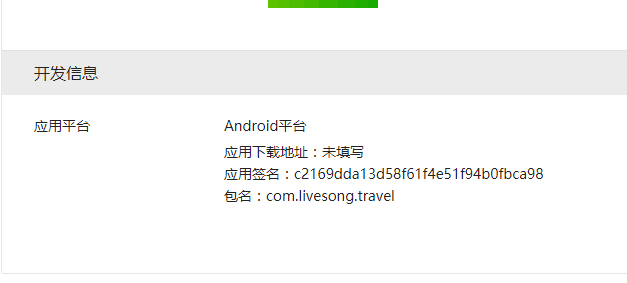 开发信息
应用平台
Android平台
应用下载地址：未填写
应用签名：c2169dda13d58f61f4e51f94b0fbca98
包名：com.livesong.travel